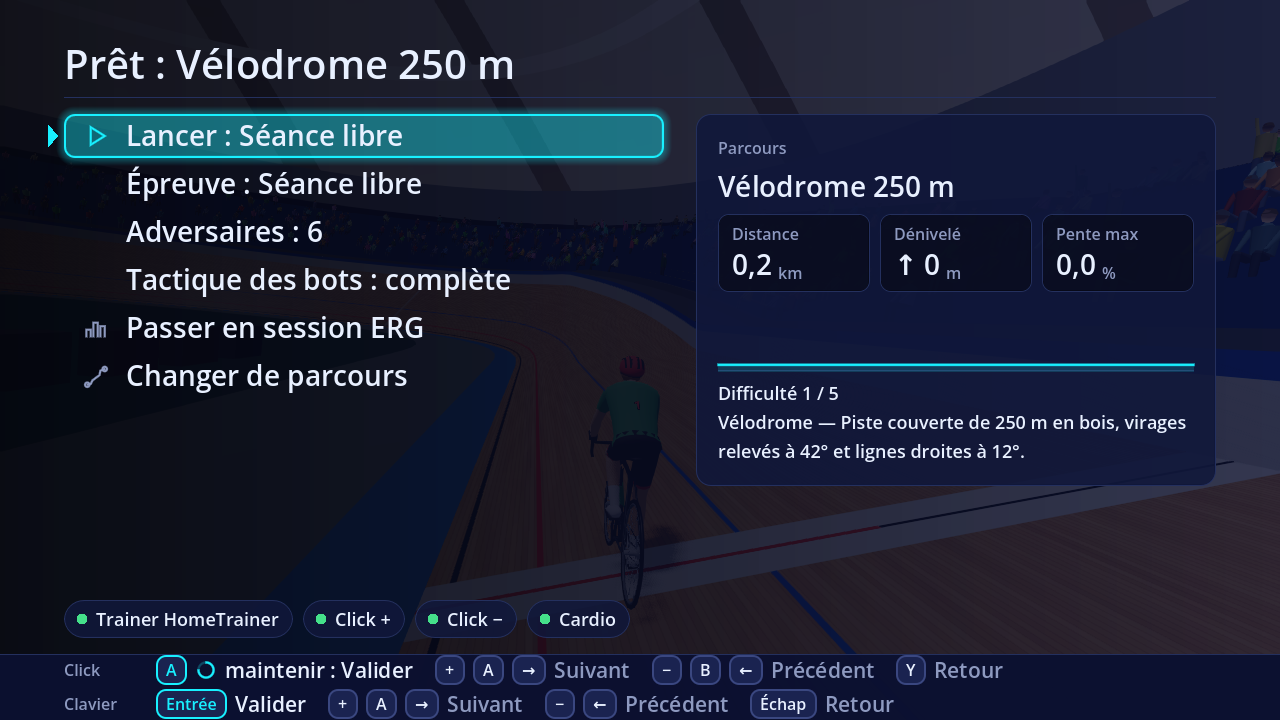 Prêt : Vélodrome 250 m
Lancer : Séance libre
Épreuve : Séance libre
Adversaires : 6
Tactique des bots : complète
Passer en session ERG
Changer de parcours
Parcours
Vélodrome 250 m
Distance
0,2 km
Dénivelé
↑ 0 m
Pente max
0,0 %
Difficulté 1 / 5
Vélodrome — Piste couverte de 250 m en bois, virages
relevés à 42° et lignes droites à 12°.
Trainer HomeTrainer
Click +
Click −
Cardio
Click A maintenir : Valider + A → Suivant − B ← Précédent Y Retour
Clavier Entrée Valider + A → Suivant − ← Précédent Échap Retour